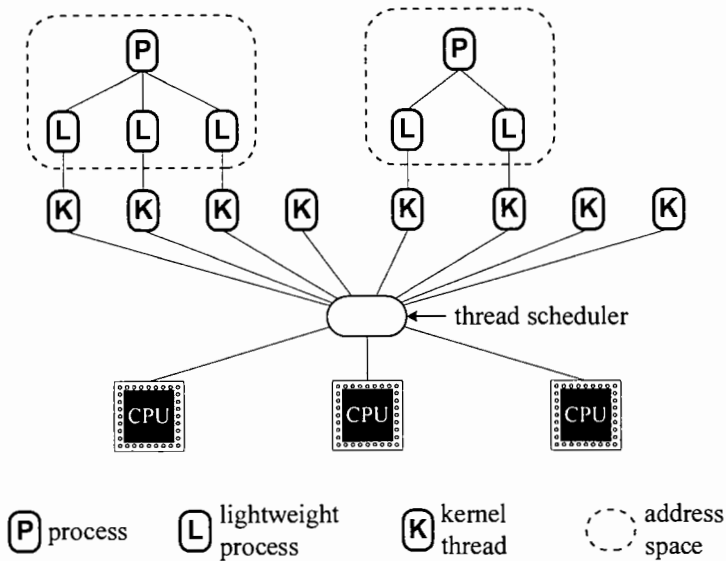 P P
L L L L L
K K K K K K K K
thread scheduler
CPU CPU CPU
P process L lightweight process K kernel thread address space